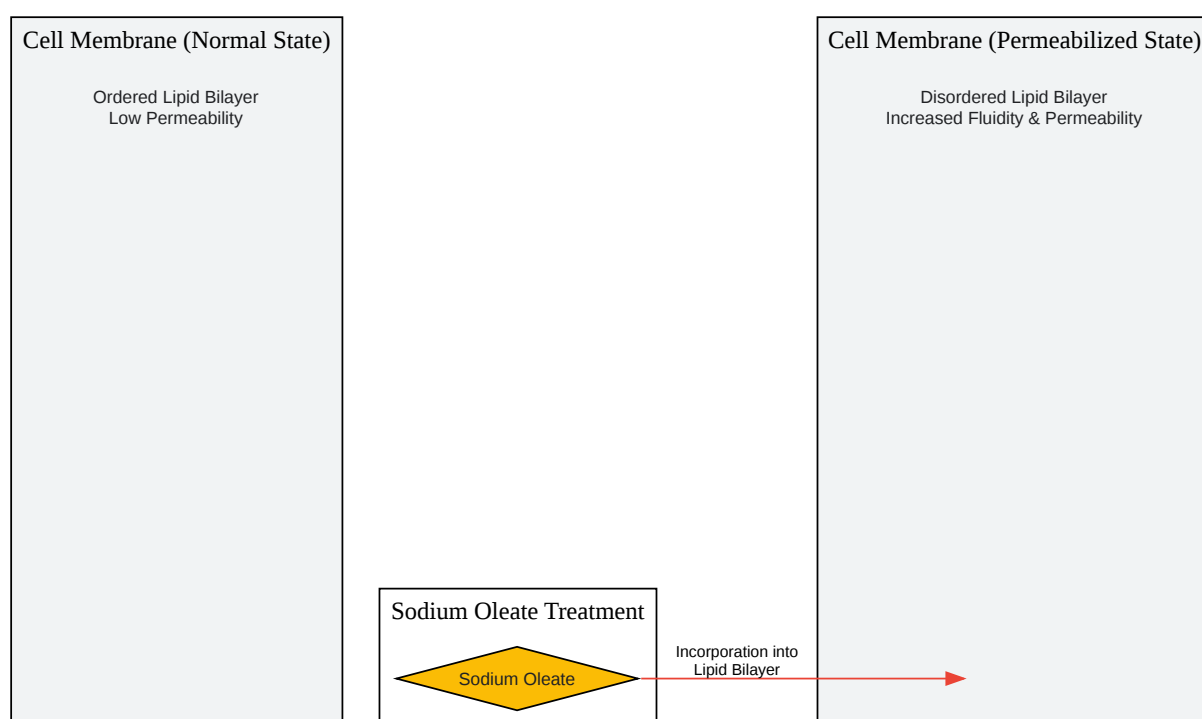 Cell Membrane (Normal State)
Ordered Lipid Bilayer
Low Permeability
Cell Membrane (Permeabilized State)
Disordered Lipid Bilayer
Increased Fluidity & Permeability
Sodium Oleate Treatment
Sodium Oleate
Incorporation into
Lipid Bilayer